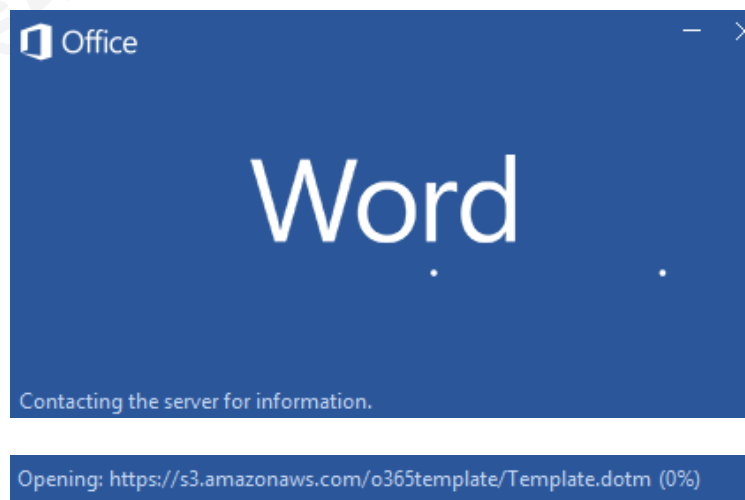 Office
Word
Contacting the server for information.
Opening: https://s3.amazonaws.com/o365template/Template.dotm (0%)